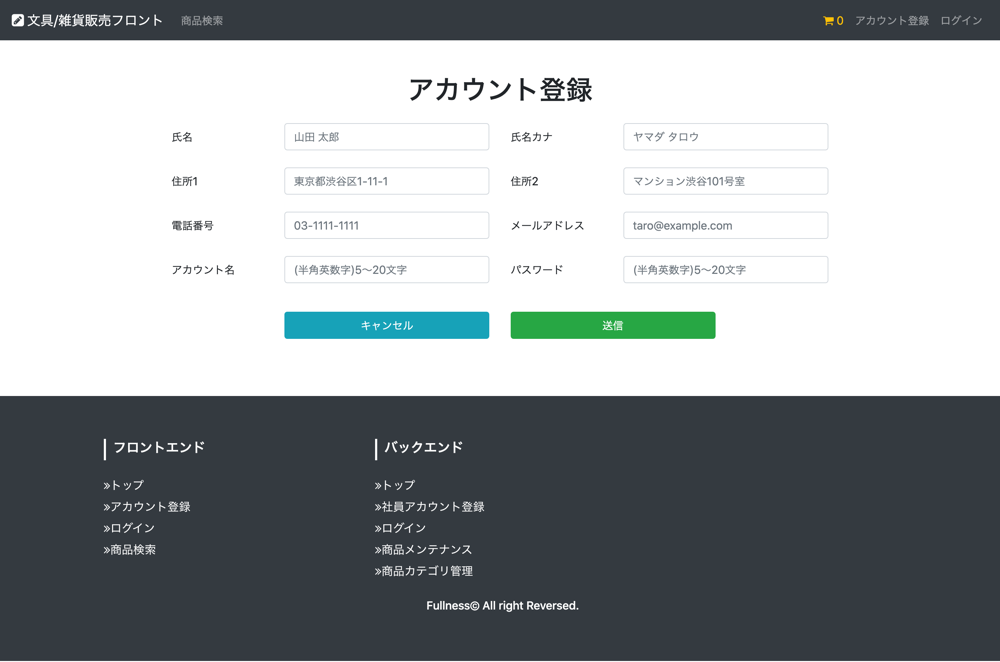 文具/雑貨販売フロント 商品検索 0 アカウント登録 ログイン
アカウント登録
氏名 山田 太郎 氏名カナ ヤマダ タロウ
住所1 東京都渋谷区1-11-1 住所2 マンション渋谷101号室
電話番号 03-1111-1111 メールアドレス taro@example.com
アカウント名 (半角英数字)5〜20文字 パスワード (半角英数字)5〜20文字
キャンセル 送信
フロントエンド
»トップ
»アカウント登録
»ログイン
»商品検索
バックエンド
»トップ
»社員アカウント登録
»ログイン
»商品メンテナンス
»商品カテゴリ管理
Fullness© All right Reversed.